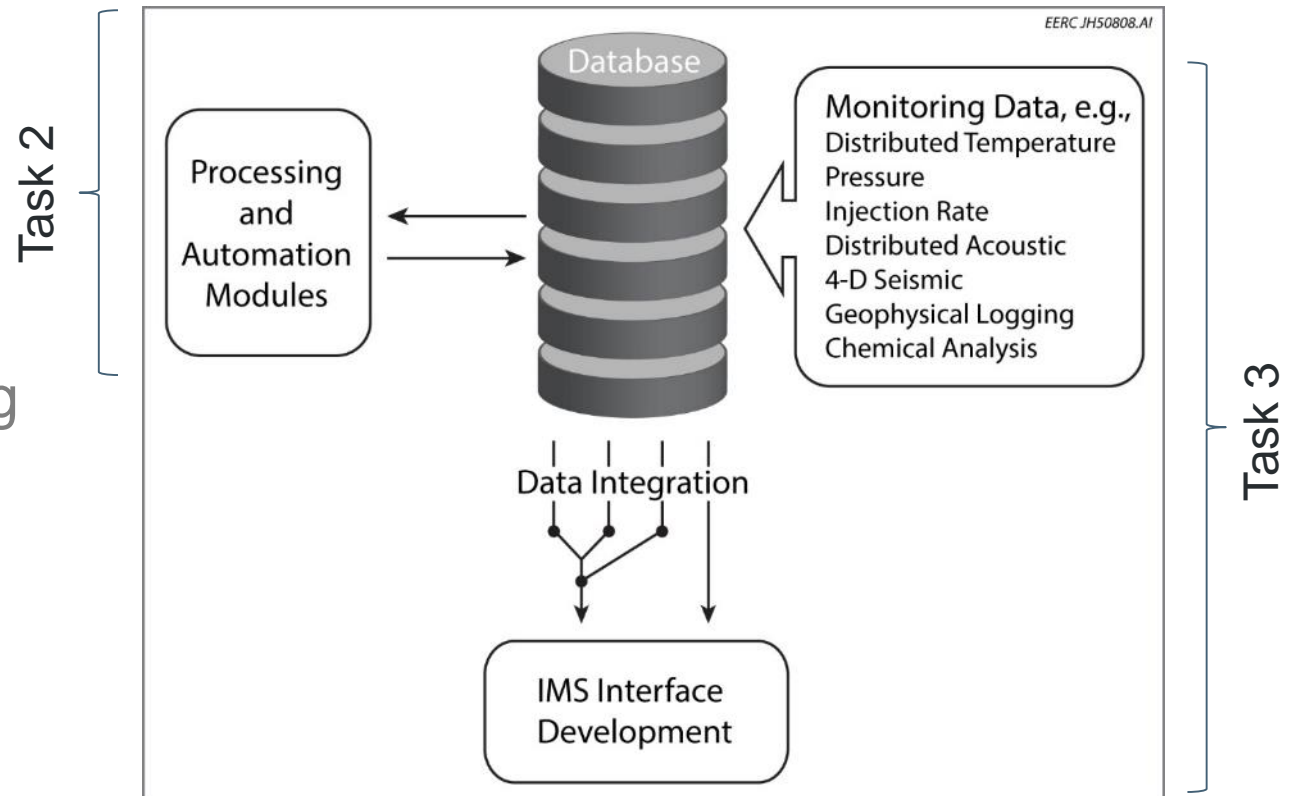 EERC JH50808.AI
Task 2
Processing
and
Automation
Modules
g
Database
Monitoring Data, e.g.,
Distributed Temperature
Pressure
Injection Rate
Distributed Acoustic
4-D Seismic
Geophysical Logging
Chemical Analysis
Task 3
Data Integration
IMS Interface
Development